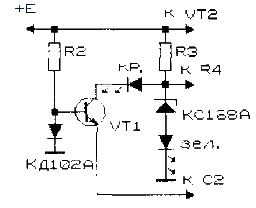 +E
К VT2
R2
R3
КР.
К R4
КС168А
VT1
КД102А
зел.
К С2